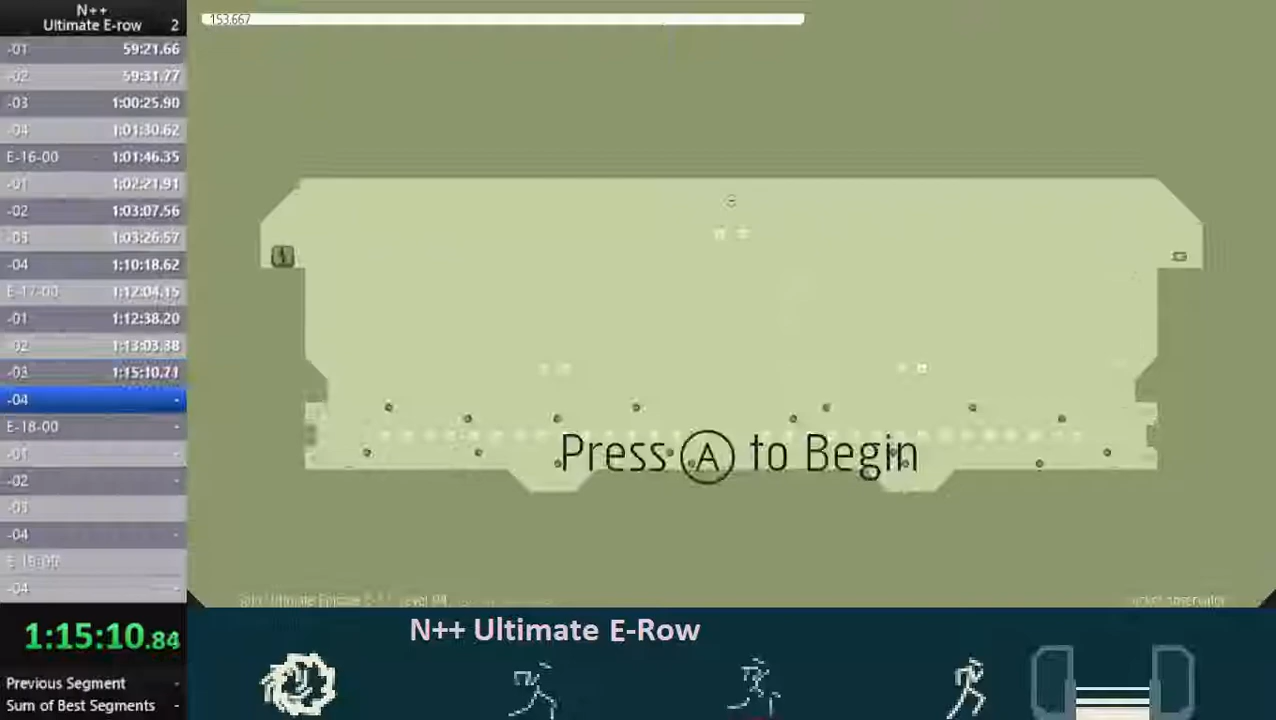 N++
Ultimate E-row 2
153.667
-01 59:21.66
-02 59:31.77
-03 1:00:25.90
-04 1:01:30.62
E-16-00 1:01:46.35
-01 1:02:21.91
-02 1:03:07.56
-03 1:03:26.57
-04 1:10:18.62
E-17-00 1:12:04.15
-01 1:12:38.20
-02 1:13:03.38
-03 1:15:10.71
-04 -
E-18-00 -
-01 -
-02 -
-03 -
-04 -
-04 -
Press A to Begin
1:15:10.84
N++ Ultimate E-Row
Previous Segment -
Sum of Best Segments -